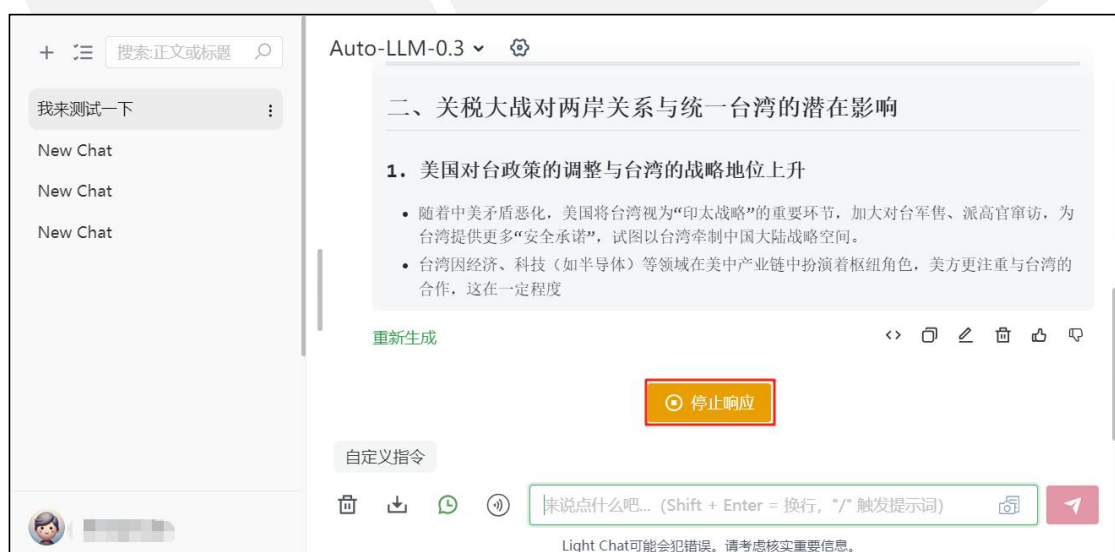 搜索:正文或标题
我来测试一下
New Chat
New Chat
New Chat
Auto-LLM-0.3
二、关税大战对两岸关系与统一台湾的潜在影响
1. 美国对台政策的调整与台湾的战略地位上升
• 随着中美矛盾恶化，美国将台湾视为“印太战略”的重要环节，加大对台军售、派高官窜访，为
台湾提供更多“安全承诺”，试图以台湾牵制中国大陆战略空间。
• 台湾因经济、科技（如半导体）等领域在美中产业链中扮演着枢纽角色，美方更注重与台湾的
合作，这在一定程度
重新生成
停止响应
自定义指令
来说点什么吧... (Shift + Enter = 换行, "/" 触发提示词)
Light Chat可能会犯错误。请考虑核实重要信息。